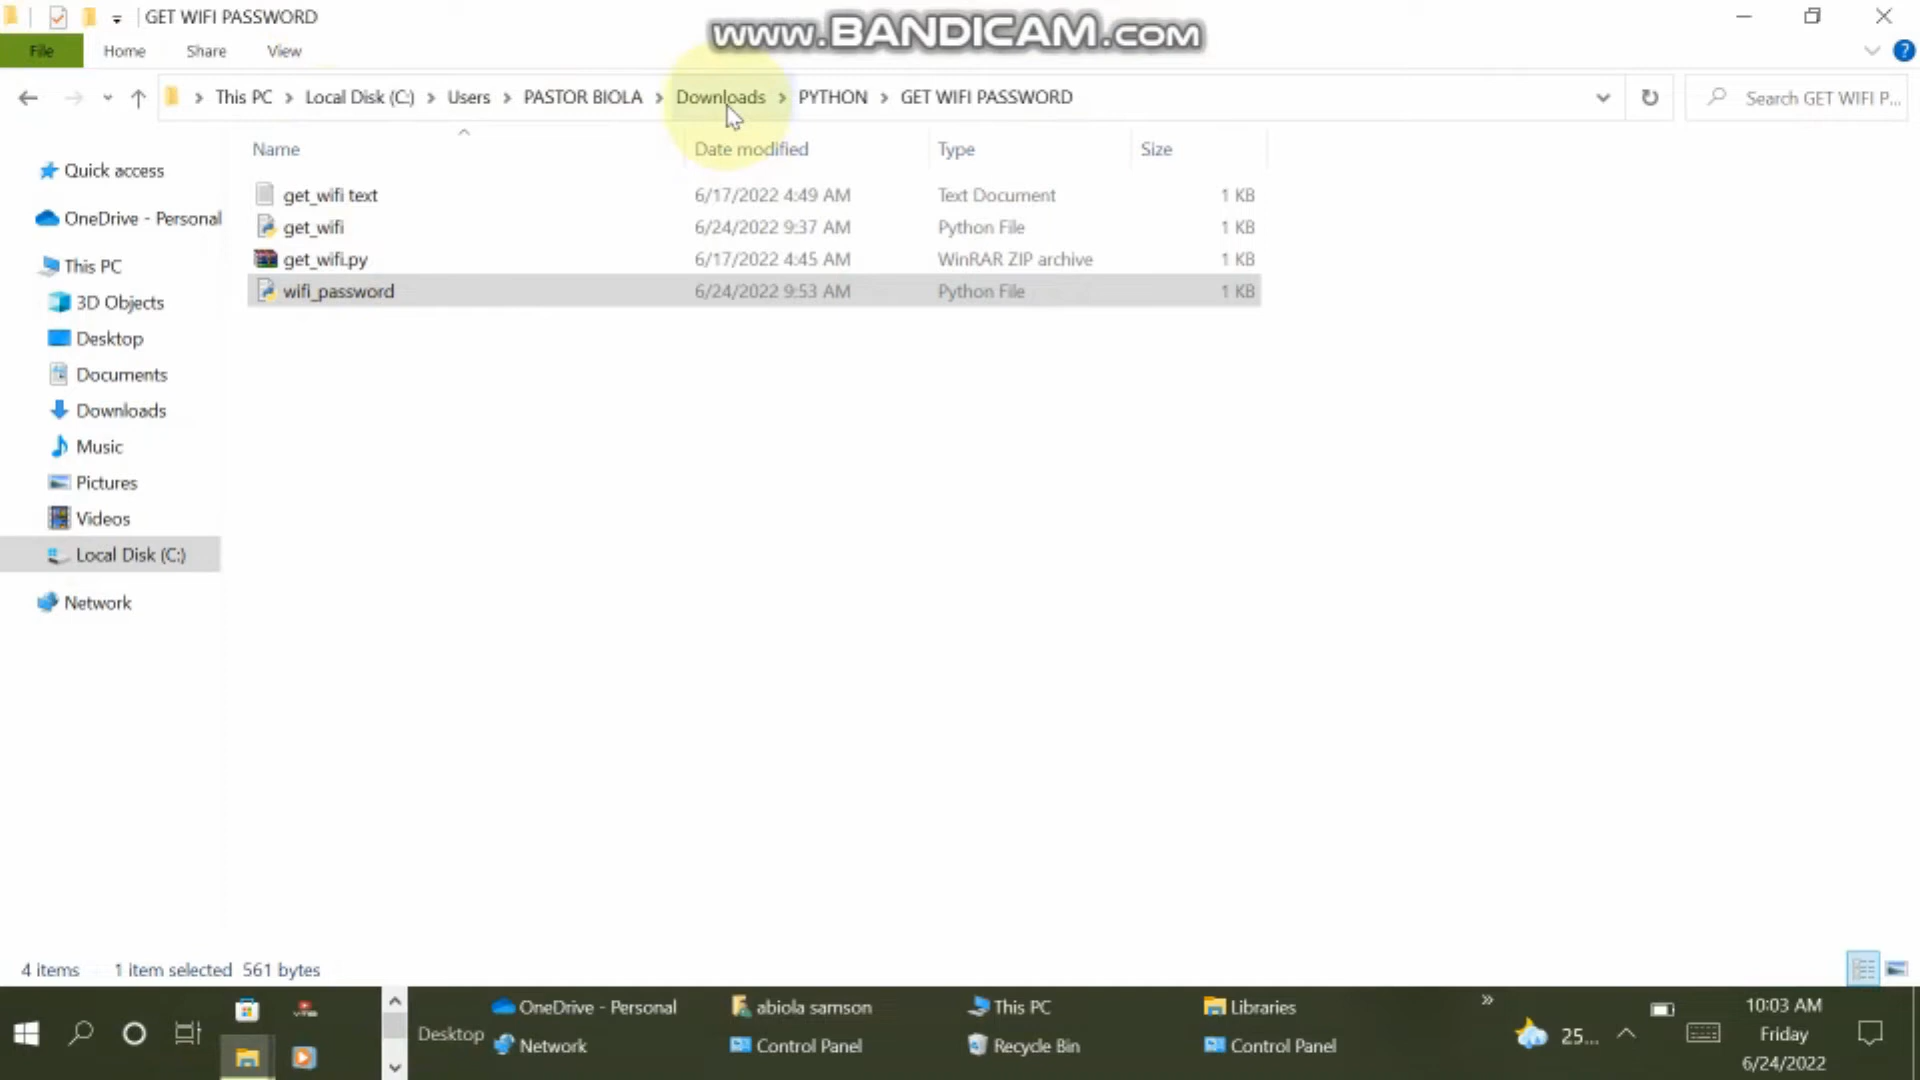 GET WIFI PASSWORD
www.BANDICAM.com
File Home Share View
This PC Local Disk (C:) Users PASTOR BIOLA Downloads PYTHON GET WIFI PASSWORD
Search GET WIFI P...
Name Date modified Type Size
get_wifi text 6/17/2022 4:49 AM Text Document 1 KB
get_wifi 6/24/2022 9:37 AM Python File 1 KB
get_wifi.py 6/17/2022 4:45 AM WinRAR ZIP archive 1 KB
wifi_password 6/24/2022 9:53 AM Python File 1 KB
Quick access
OneDrive - Personal
This PC
3D Objects
Desktop
Documents
Downloads
Music
Pictures
Videos
Local Disk (C:)
Network
4 items 1 item selected 561 bytes
OneDrive - Personal abiola samson This PC Libraries
Desktop
Network Control Panel Recycle Bin Control Panel
25...
10:03 AM
Friday
6/24/2022